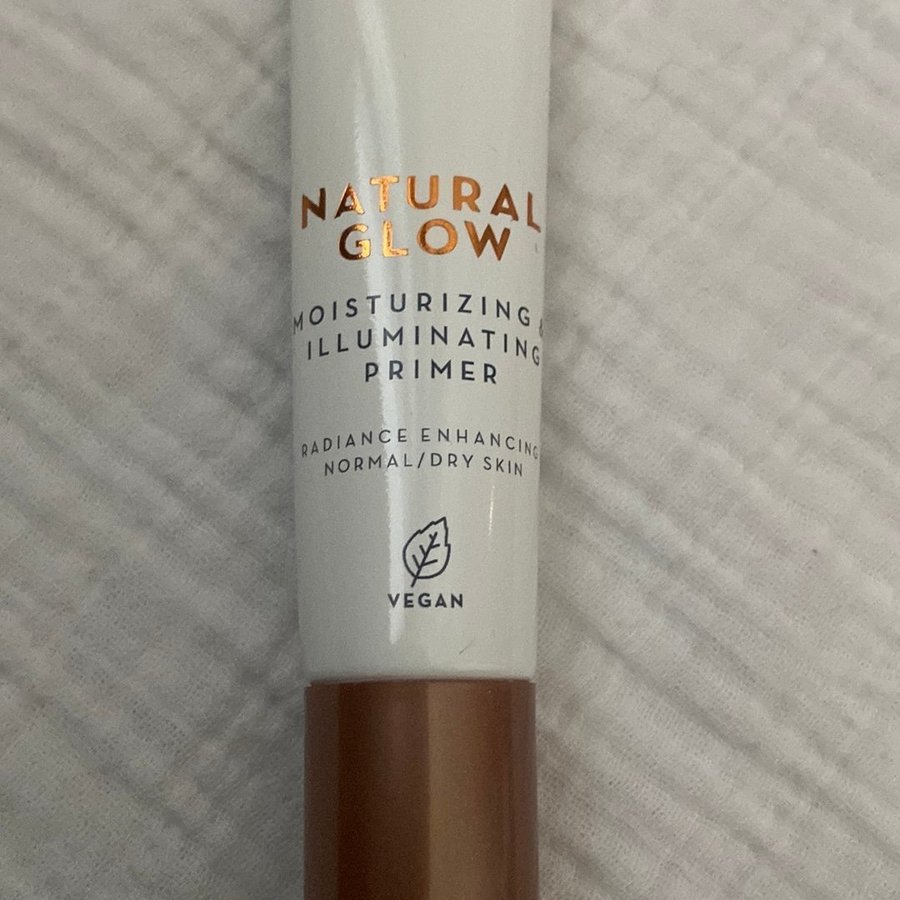 NATURAL
GLOW
MOISTURIZING &
ILLUMINATING
PRIMER
RADIANCE ENHANCING
NORMAL/DRY SKIN
VEGAN